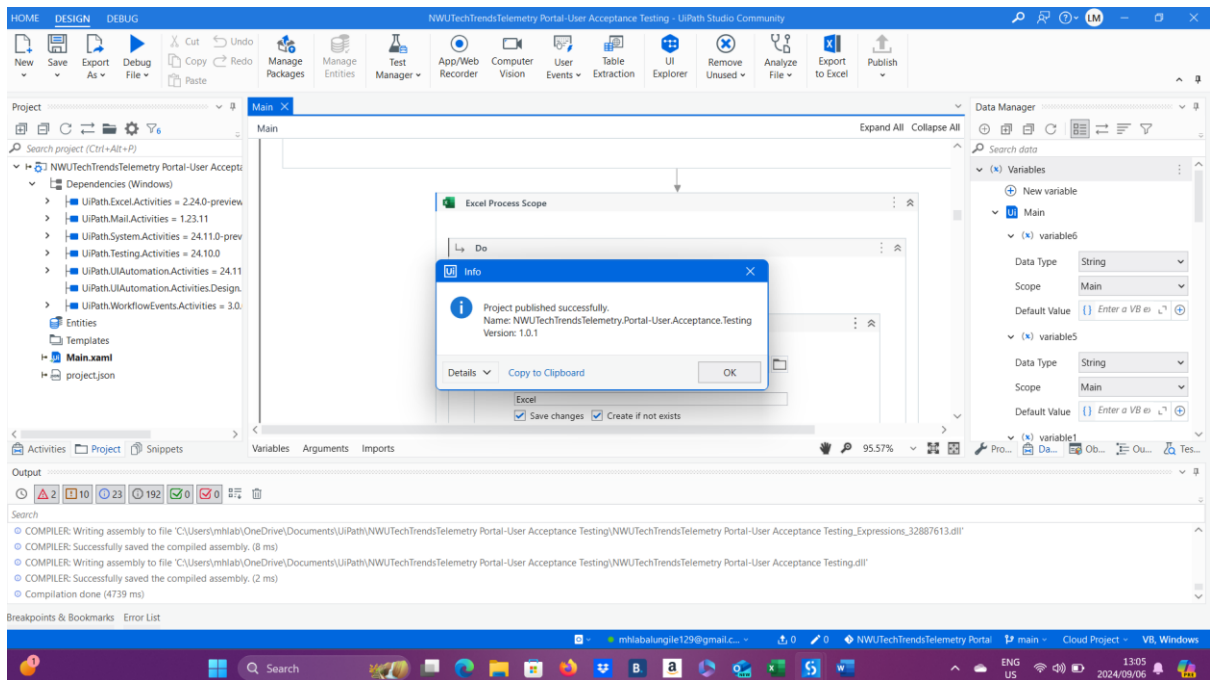 HOME DESIGN DEBUG
NWUTechTrendsTelemetry Portal-User Acceptance Testing - UiPath Studio Community
LM
New Save Export As Debug File
Cut Undo
Copy Redo
Paste
Manage Packages
Manage Entities
Test Manager
App/Web Recorder
Computer Vision
User Events
Table Extraction
UI Explorer
Remove Unused
Analyze File
Export to Excel
Publish
Project
Search project (Ctrl+Alt+P)
NWUTechTrendsTelemetry Portal-User Accepta
Dependencies (Windows)
UiPath.Excel.Activities = 2.24.0-preview
UiPath.Mail.Activities = 1.23.11
UiPath.System.Activities = 24.11.0-prev
UiPath.Testing.Activities = 24.10.0
UiPath.UIAutomation.Activities = 24.11
UiPath.UIAutomation.Activities.Design.
UiPath.WorkflowEvents.Activities = 3.0.
Entities
Templates
Main.xaml
project.json
Activities Project Snippets
Main
Main
Expand All Collapse All
Excel Process Scope
Do
Info
Project published successfully.
Name: NWUTechTrendsTelemetry.Portal-User.Acceptance.Testing
Version: 1.0.1
Details Copy to Clipboard OK
Excel
Save changes Create if not exists
Variables Arguments Imports
95.57%
Data Manager
Search data
Variables
New variable
Main
variable6
Data Type String
Scope Main
Default Value Enter a VB ex
variable5
Data Type String
Scope Main
Default Value Enter a VB ex
variable1
Pro... Da... Ob... Ou... Tes...
Output
2 10 23 192 0 0
Search
COMPILER: Writing assembly to file 'C:\Users\mhlab\OneDrive\Documents\UiPath\NWUTechTrendsTelemetry Portal-User Acceptance Testing\NWUTechTrendsTelemetry Portal-User Acceptance Testing_Expressions_32887613.dll'
COMPILER: Successfully saved the compiled assembly. (8 ms)
COMPILER: Writing assembly to file 'C:\Users\mhlab\OneDrive\Documents\UiPath\NWUTechTrendsTelemetry Portal-User Acceptance Testing\NWUTechTrendsTelemetry Portal-User Acceptance Testing.dll'
COMPILER: Successfully saved the compiled assembly. (2 ms)
Compilation done (4739 ms)
Breakpoints & Bookmarks Error List
mhlabalungile129@gmail.c... 0 0 NWUTechTrendsTelemetry Portal main Cloud Project VB, Windows
Search
ENG
US
13:05
2024/09/06